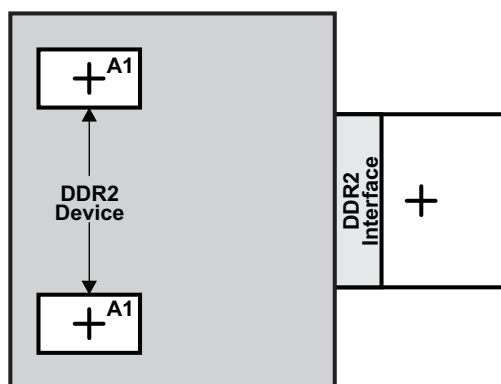 A1
DDR2
Device
DDR2
Interface
A1